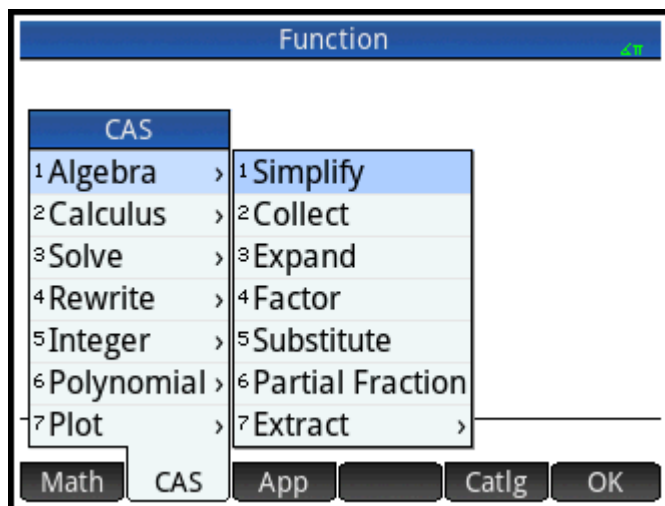 Function
∡π
CAS
1 Algebra ›
2 Calculus ›
3 Solve ›
4 Rewrite ›
5 Integer ›
6 Polynomial ›
7 Plot ›
1 Simplify
2 Collect
3 Expand
4 Factor
5 Substitute
6 Partial Fraction
7 Extract ›
Math CAS App Catlg OK